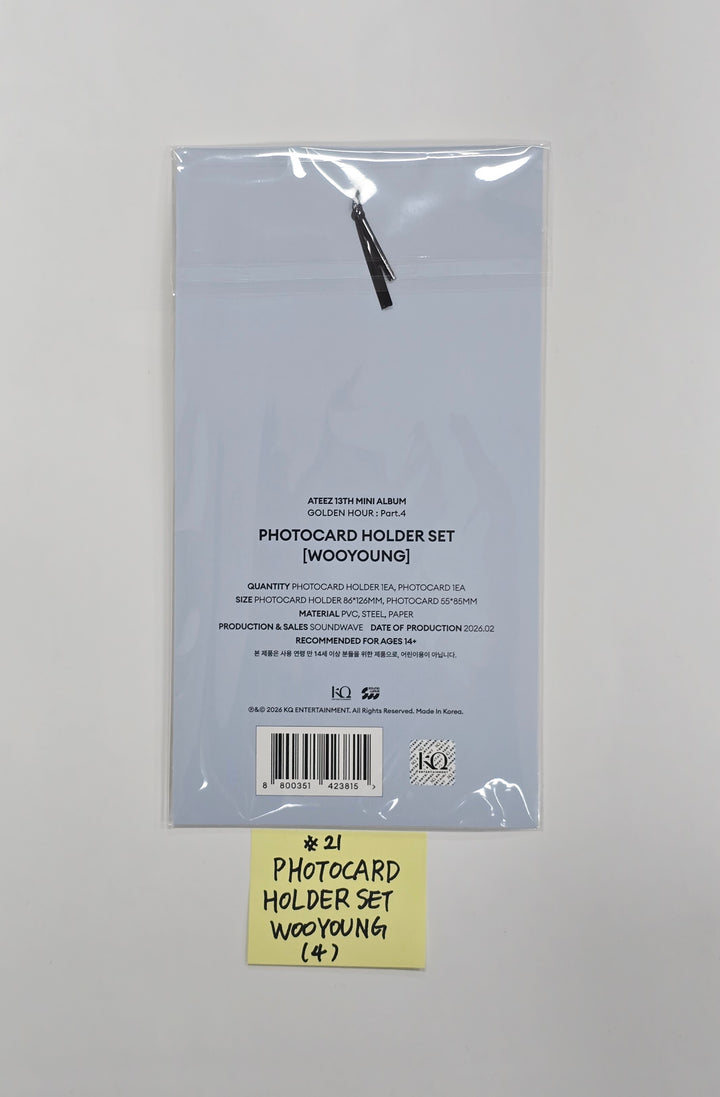 ATEEZ 13TH MINI ALBUM
GOLDEN HOUR : Part.4
PHOTOCARD HOLDER SET
[WOOYOUNG]
QUANTITY PHOTOCARD HOLDER 1EA, PHOTOCARD 1EA
SIZE PHOTOCARD HOLDER 86*126MM, PHOTOCARD 55*85MM
MATERIAL PVC, STEEL, PAPER
PRODUCTION & SALES SOUNDWAVE DATE OF PRODUCTION 2026.02
RECOMMENDED FOR AGES 14+
본 제품은 사용 연령 만 14세 이상 분들을 위한 제품으로, 어린이용이 아닙니다.
KQ
℗&© 2026 KQ ENTERTAINMENT. All Rights Reserved. Made In Korea.
8 800351 423815 >
KQ
ENTERTAINMENT
#21
PHOTOCARD
HOLDER SET
WOOYOUNG
(4)